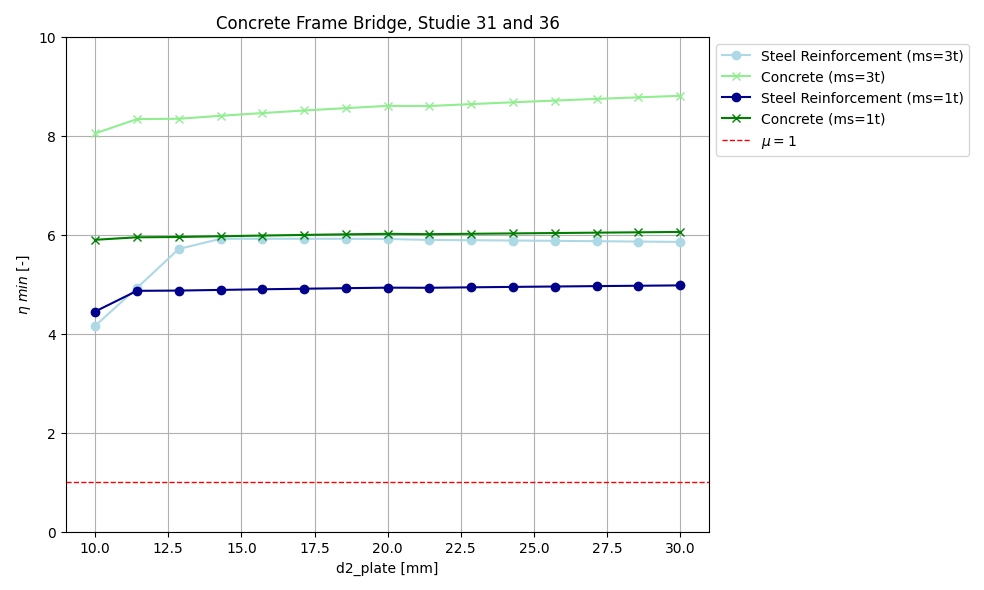 Concrete Frame Bridge, Studie 31 and 36
10
8
6
4
2
0
η min [-]
10.0 12.5 15.0 17.5 20.0 22.5 25.0 27.5 30.0
d2_plate [mm]
Steel Reinforcement (ms=3t)
Concrete (ms=3t)
Steel Reinforcement (ms=1t)
Concrete (ms=1t)
μ = 1